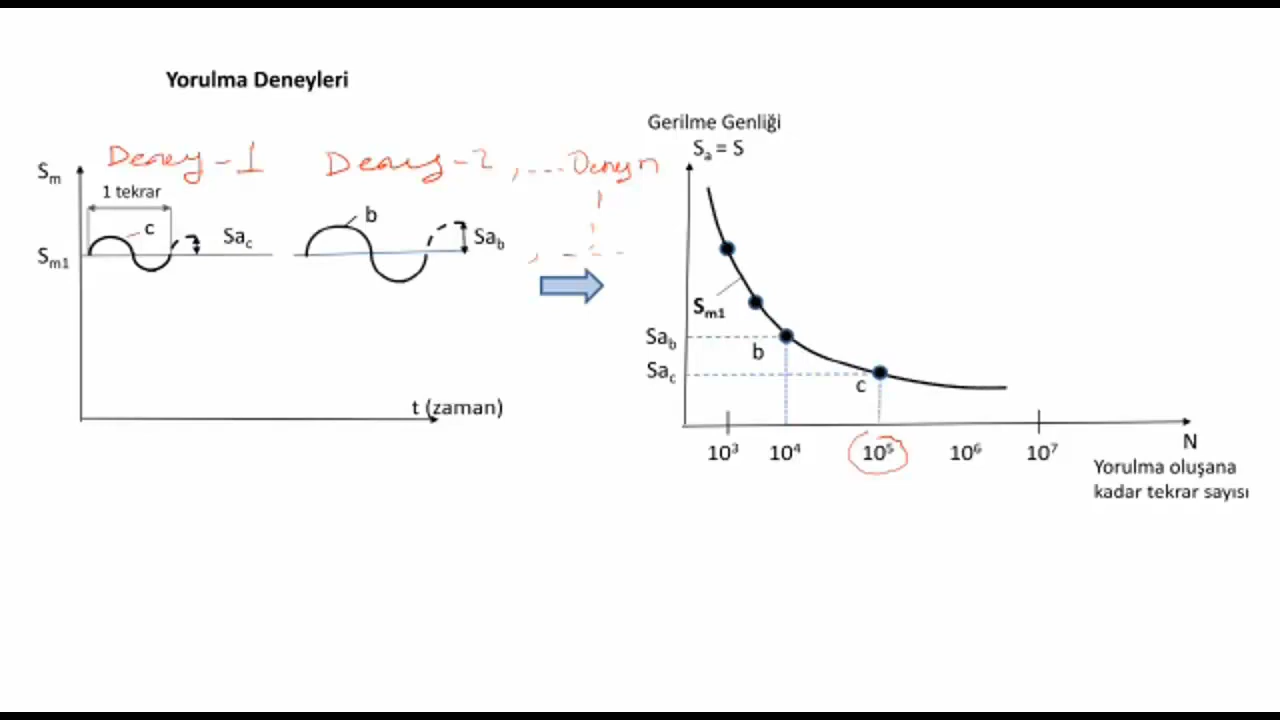 Yorulma Deneyleri
Deney-1 Deney-2, ....Deney n
Sm
1 tekrar
c
Sac
b
Sab
Sm1
t (zaman)
Gerilme Genliği
Sa = S
Sm1
Sab
b
Sac
c
10³ 10⁴ 10⁵ 10⁶ 10⁷
N
Yorulma oluşana
kadar tekrar sayısı